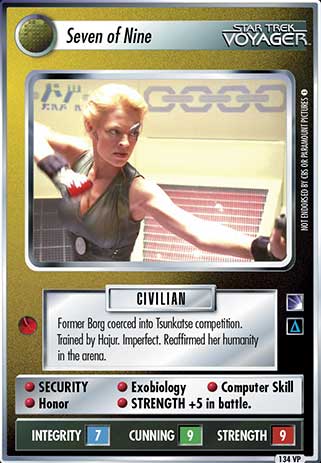 Seven of Nine
STAR TREK
VOYAGER
NOT ENDORSED BY CBS OR PARAMOUNT PICTURES
CIVILIAN
Former Borg coerced into Tsunkatse competition.
Trained by Hajur. Imperfect. Reaffirmed her humanity
in the arena.
SECURITY Exobiology Computer Skill
Honor STRENGTH +5 in battle.
INTEGRITY 7 CUNNING 9 STRENGTH 9
134 VP